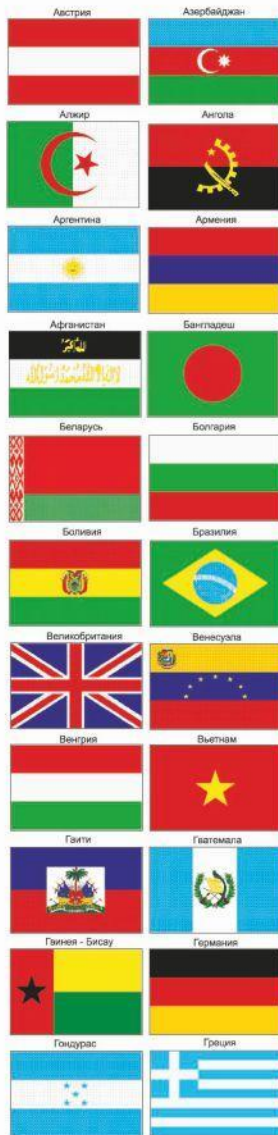 Австрия
Азербайджан
Алжир
Ангола
Аргентина
Армения
Афганистан
Бангладеш
Беларусь
Болгария
Боливия
Бразилия
Великобритания
Венесуэла
Венгрия
Вьетнам
Гаити
Гватемала
Гвинея - Бисау
Германия
Гондурас
Греция